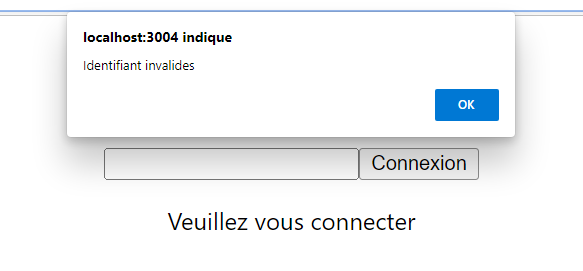 localhost:3004 indique
Identifiant invalides
OK
Connexion
Veuillez vous connecter